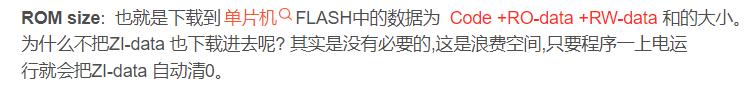 ROM size:  也就是下载到 单片机 FLASH中的数据为  Code +RO-data +RW-data 和的大小。
为什么不把ZI-data 也下载进去呢? 其实是没有必要的,这是浪费空间,只要程序一上电运
行就会把ZI-data 自动清0。